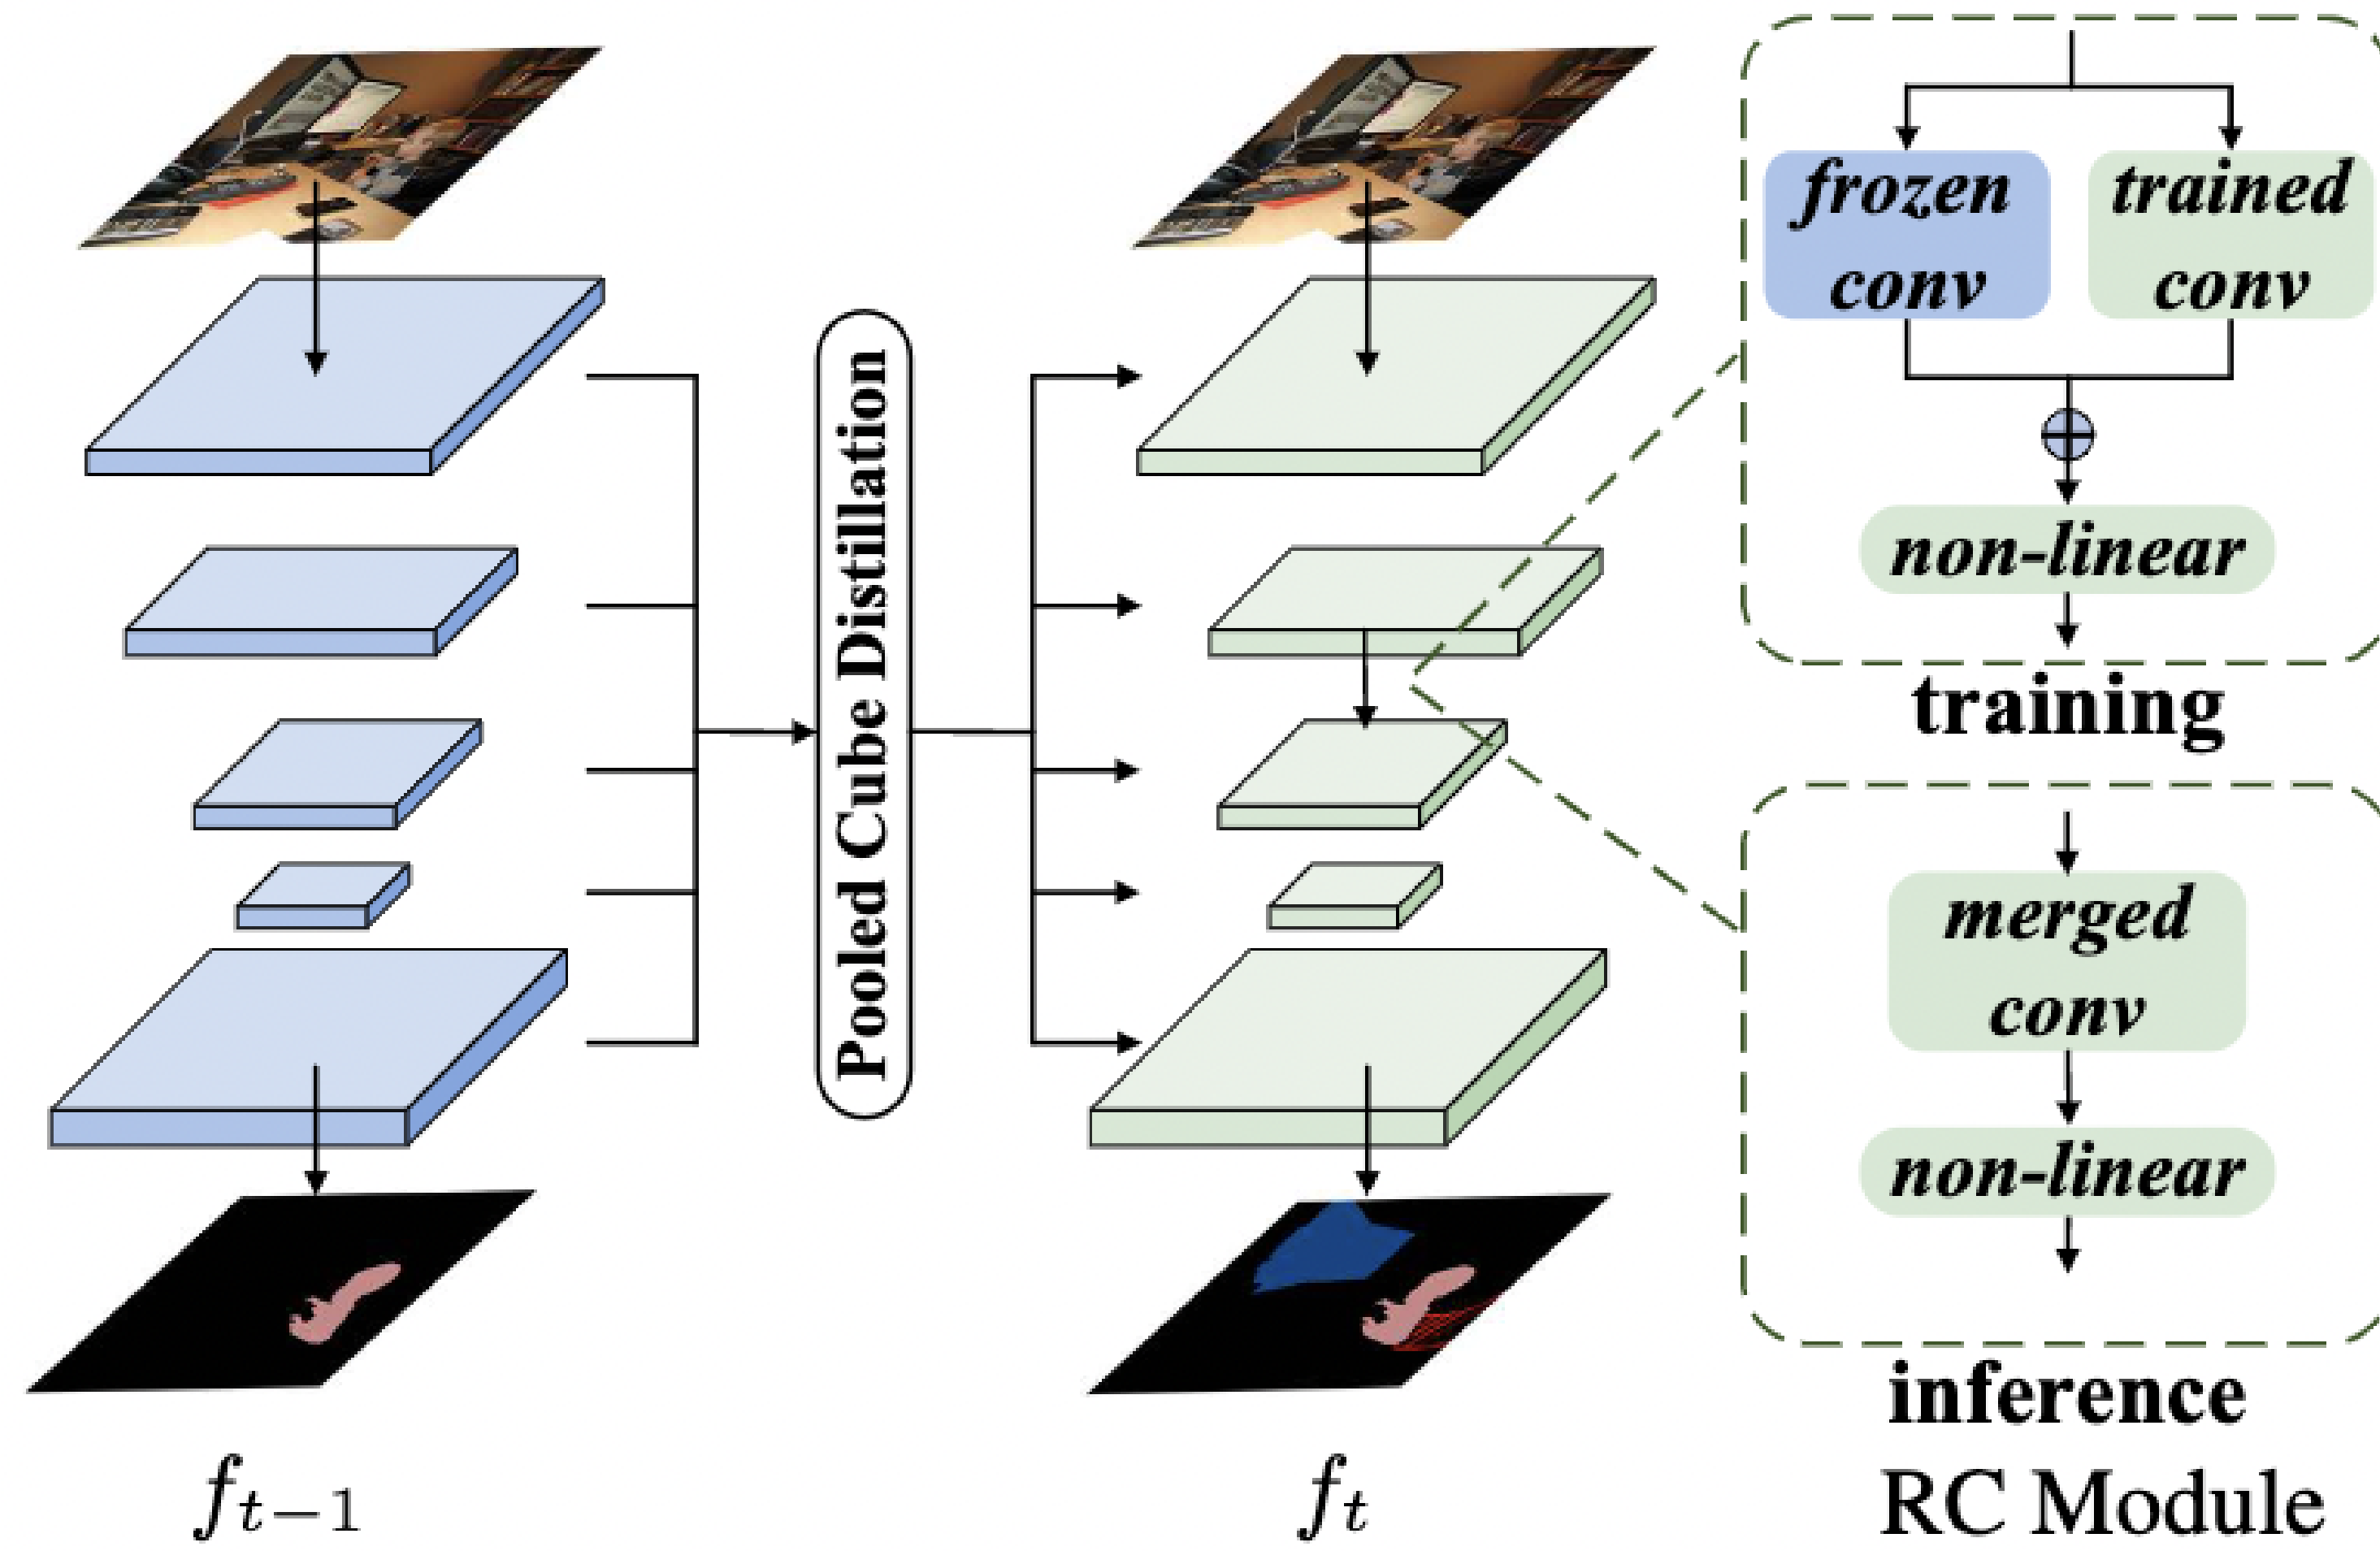 Pooled Cube Distillation
f_{t-1}
f_t
frozen
conv
trained
conv
non-linear
training
merged
conv
non-linear
inference
RC Module